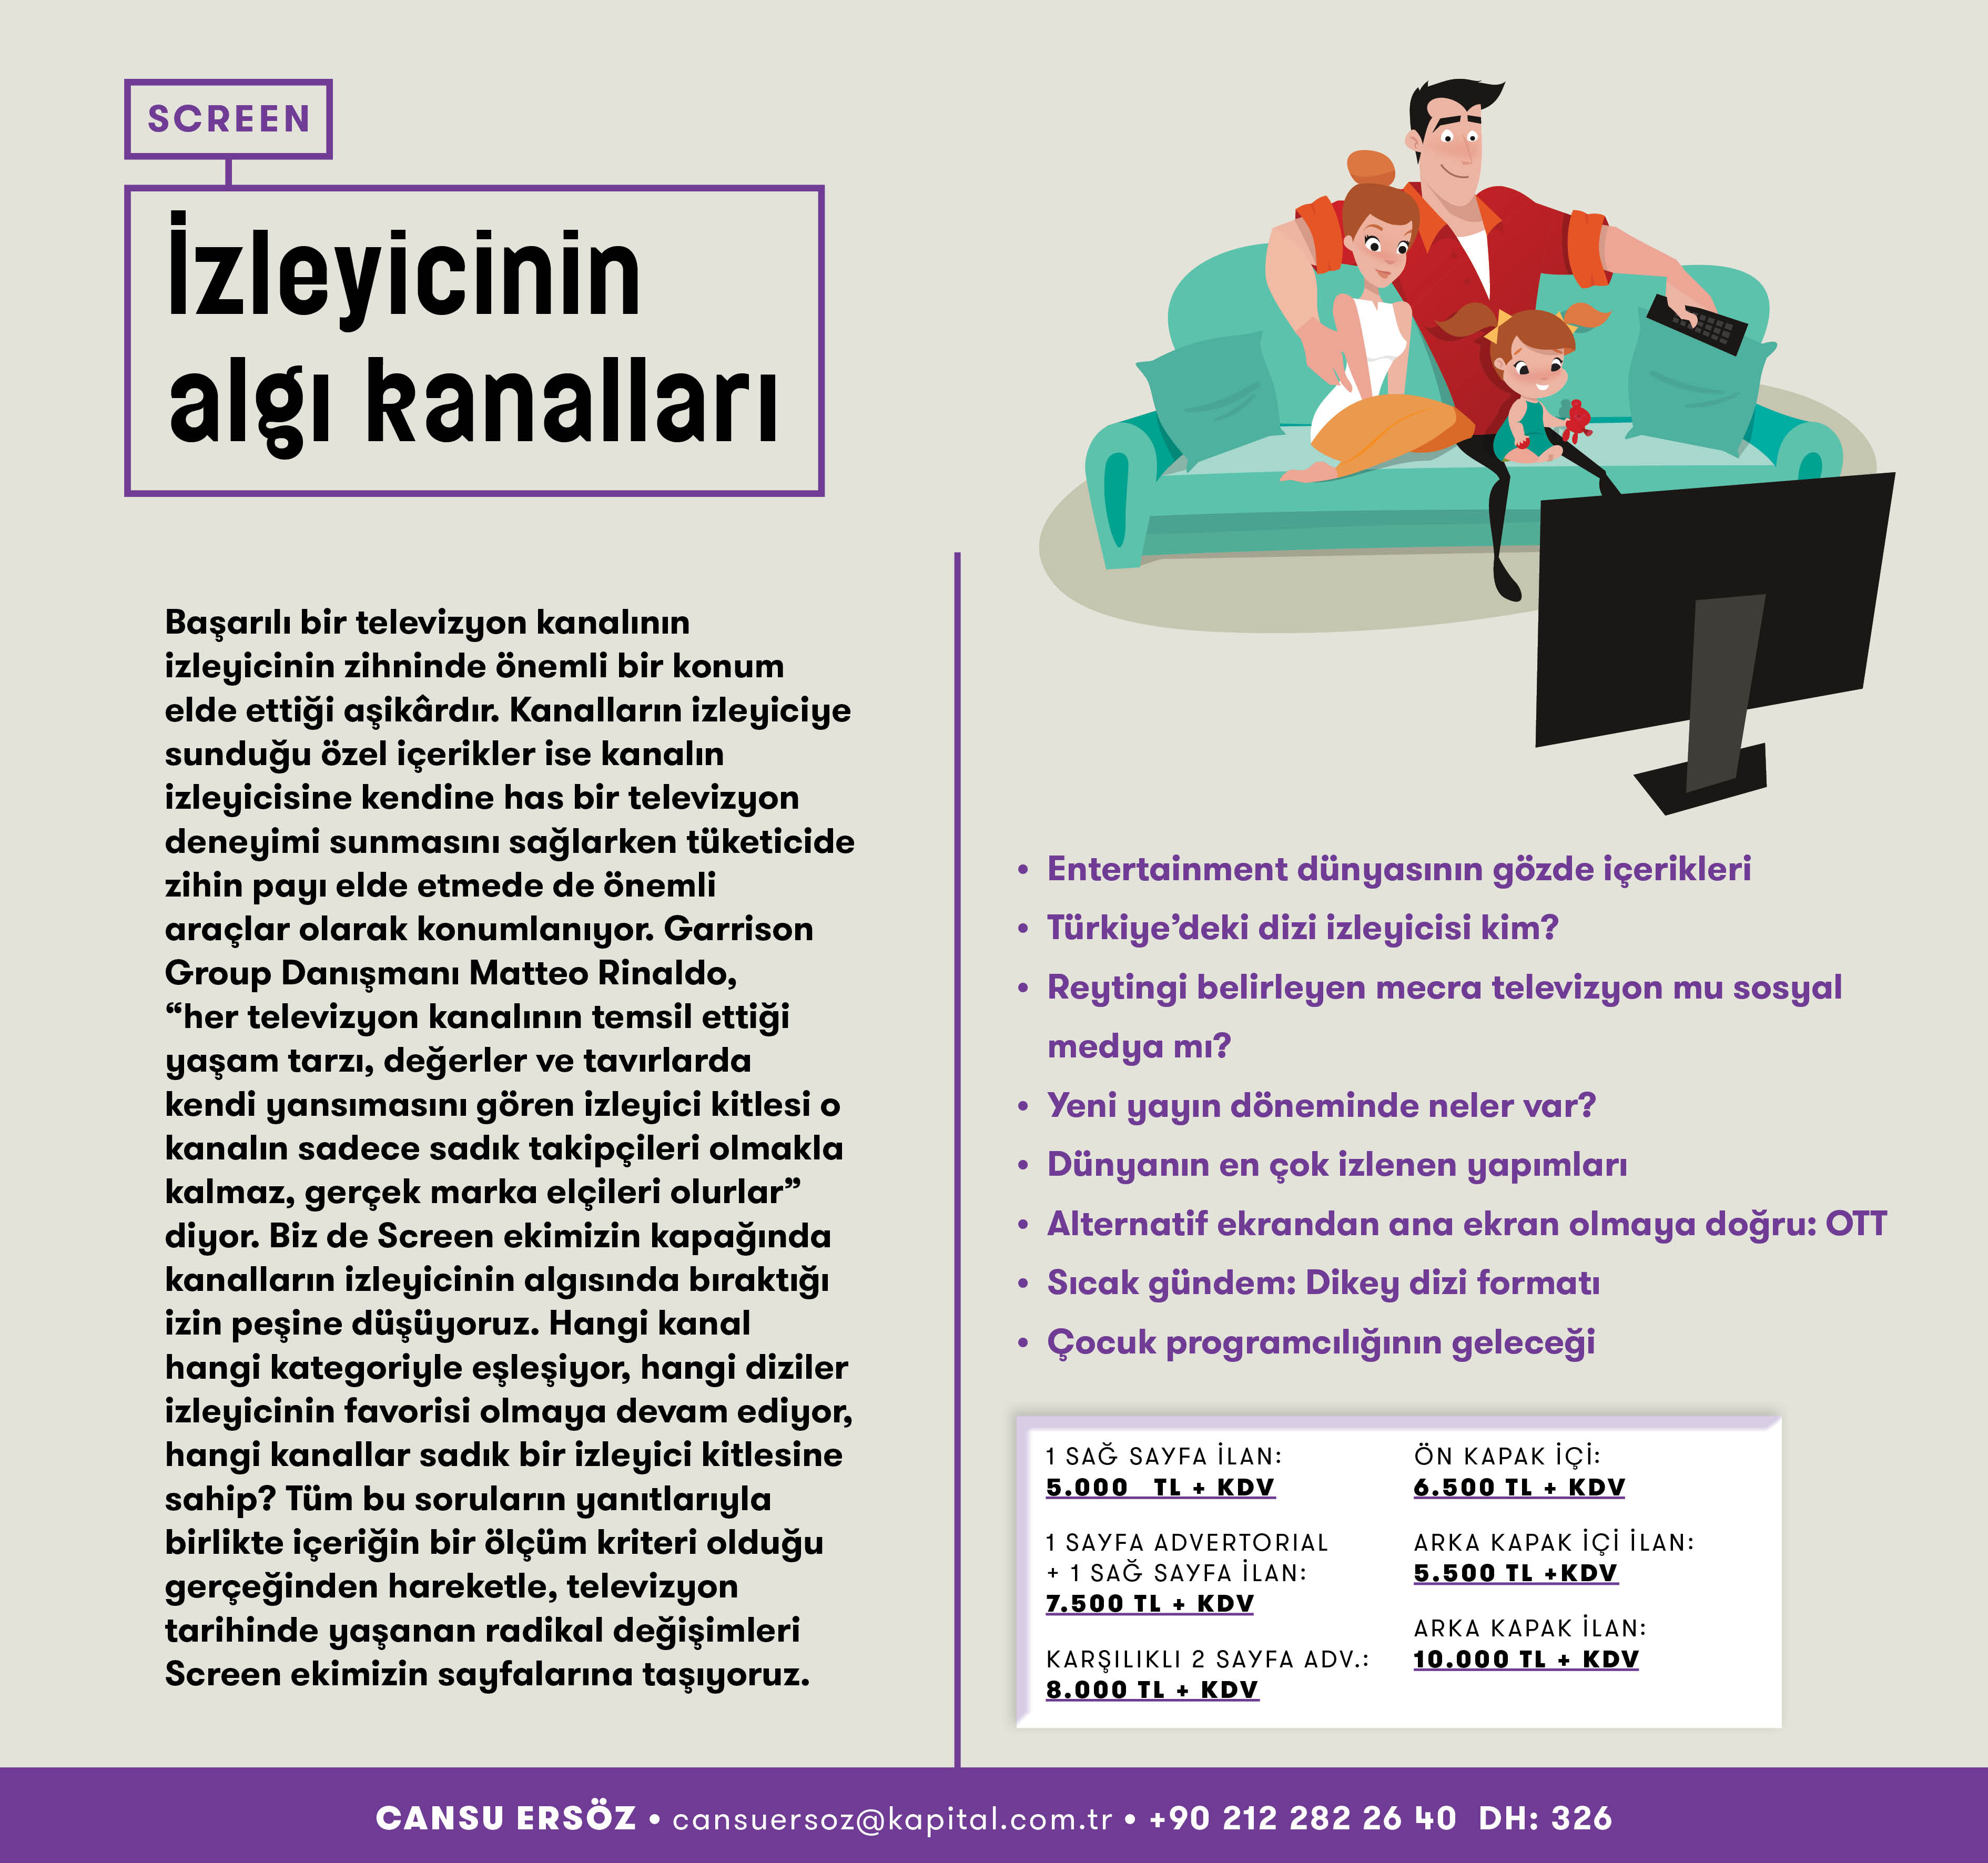 SCREEN
İzleyicinin
algı kanalları
Başarılı bir televizyon kanalının
izleyicinin zihninde önemli bir konum
elde ettiği aşikârdır. Kanalların izleyiciye
sunduğu özel içerikler ise kanalın
izleyicisine kendine has bir televizyon
deneyimi sunmasını sağlarken tüketicide
zihin payı elde etmede de önemli
araçlar olarak konumlanıyor. Garrison
Group Danışmanı Matteo Rinaldo,
“her televizyon kanalının temsil ettiği
yaşam tarzı, değerler ve tavırlarda
kendi yansımasını gören izleyici kitlesi o
kanalın sadece sadık takipçileri olmakla
kalmaz, gerçek marka elçileri olurlar”
diyor. Biz de Screen ekimizin kapağında
kanalların izleyicinin algısında bıraktığı
izin peşine düşüyoruz. Hangi kanal
hangi kategoriyle eşleşiyor, hangi diziler
izleyicinin favorisi olmaya devam ediyor,
hangi kanallar sadık bir izleyici kitlesine
sahip? Tüm bu soruların yanıtlarıyla
birlikte içeriğin bir ölçüm kriteri olduğu
gerçeğinden hareketle, televizyon
tarihinde yaşanan radikal değişimleri
Screen ekimizin sayfalarına taşıyoruz.
• Entertainment dünyasının gözde içerikleri
• Türkiye’deki dizi izleyicisi kim?
• Reytingi belirleyen mecra televizyon mu sosyal
medya mı?
• Yeni yayın döneminde neler var?
• Dünyanın en çok izlenen yapımları
• Alternatif ekrandan ana ekran olmaya doğru: OTT
• Sıcak gündem: Dikey dizi formatı
• Çocuk programcılığının geleceği
1 SAĞ SAYFA İLAN:
5.000 TL + KDV
1 SAYFA ADVERTORIAL
+ 1 SAĞ SAYFA İLAN:
7.500 TL + KDV
KARŞILIKLI 2 SAYFA ADV.:
8.000 TL + KDV
ÖN KAPAK İÇİ:
6.500 TL + KDV
ARKA KAPAK İÇİ İLAN:
5.500 TL +KDV
ARKA KAPAK İLAN:
10.000 TL + KDV
CANSU ERSÖZ • cansuersoz@kapital.com.tr • +90 212 282 26 40 DH: 326